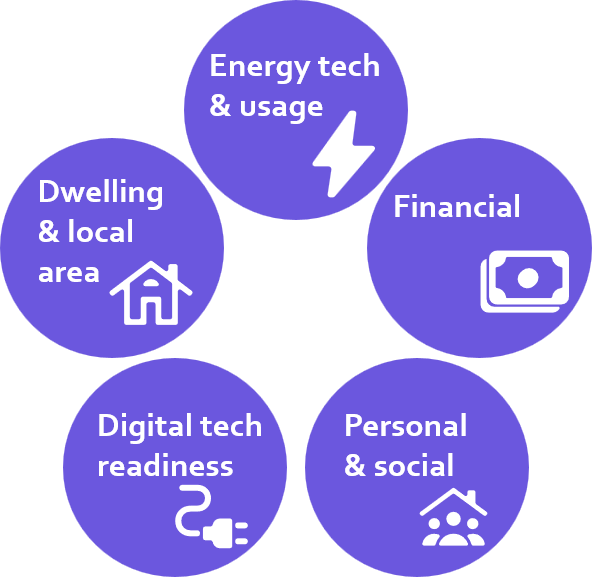 Energy tech
& usage
Dwelling
& local
area
Financial
Digital tech
readiness
Personal
& social